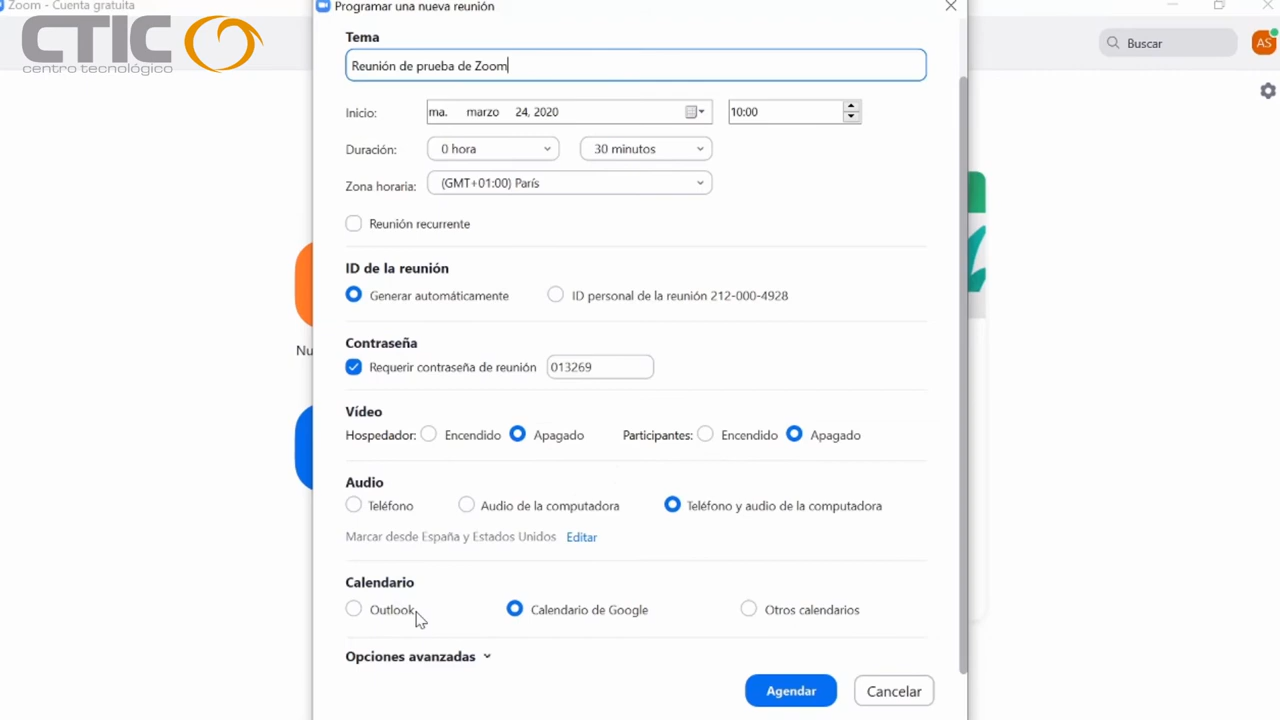 Zoom - Cuenta gratuita
CTIC
centro tecnológico
Buscar
AS
Programar una nueva reunión
Tema
Reunión de prueba de Zoom
Inicio: ma. marzo 24, 2020 10:00
Duración: 0 hora 30 minutos
Zona horaria: (GMT+01:00) París
Reunión recurrente
ID de la reunión
Generar automáticamente ID personal de la reunión 212-000-4928
Nu
Contraseña
Requerir contraseña de reunión 013269
Vídeo
Hospedador: Encendido Apagado Participantes: Encendido Apagado
Audio
Teléfono Audio de la computadora Teléfono y audio de la computadora
Marcar desde España y Estados Unidos Editar
Calendario
Outlook Calendario de Google Otros calendarios
Opciones avanzadas
Agendar Cancelar